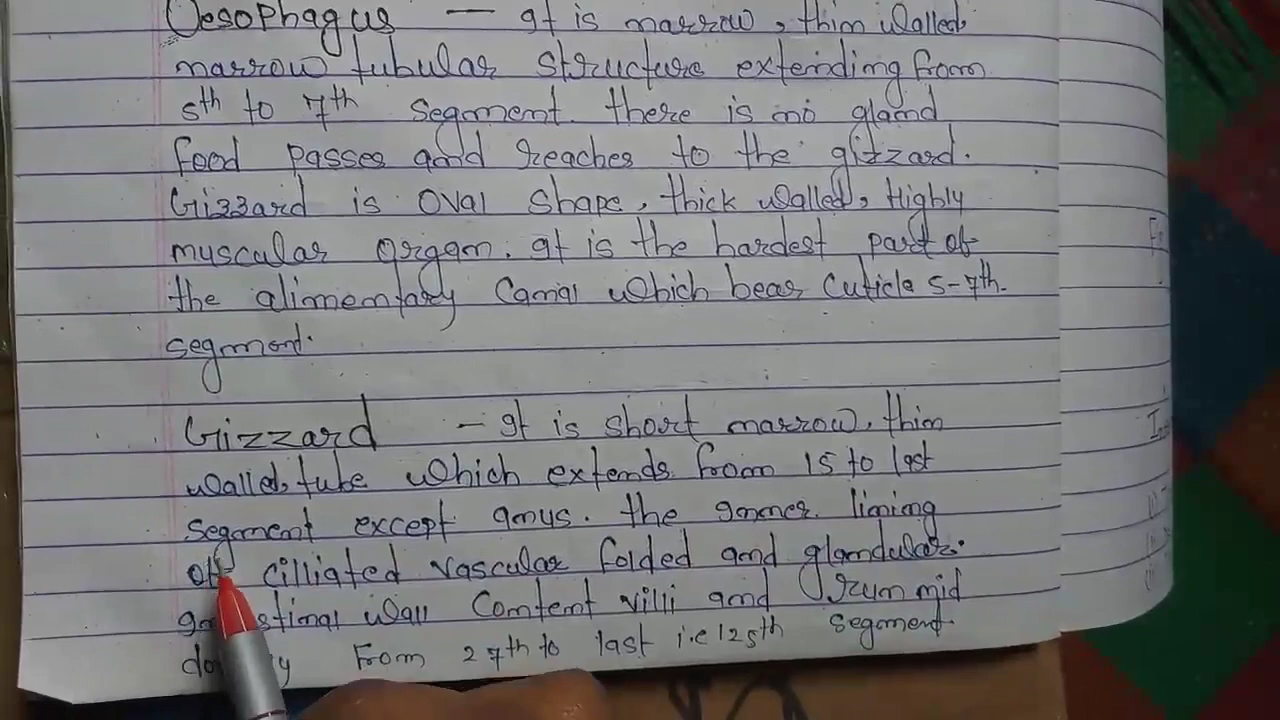 Oesophagus — It is narrow, thin walled
narrow tubular structure extending from
5th to 7th segment. there is no gland
food passes and reaches to the gizzard.
Gizzard is oval shape, thick walled, Highly
muscular organ. It is the hardest part of
the alimentary canal which bear cuticle 5-7th.
segment.
Gizzard — It is short narrow, thin
walled tube which extends from 15 to last
segment except anus. the inner lining
of cilliated vascular folded and glandular.
wall content villi and run mid
from 27th to last i.e 125th segment.